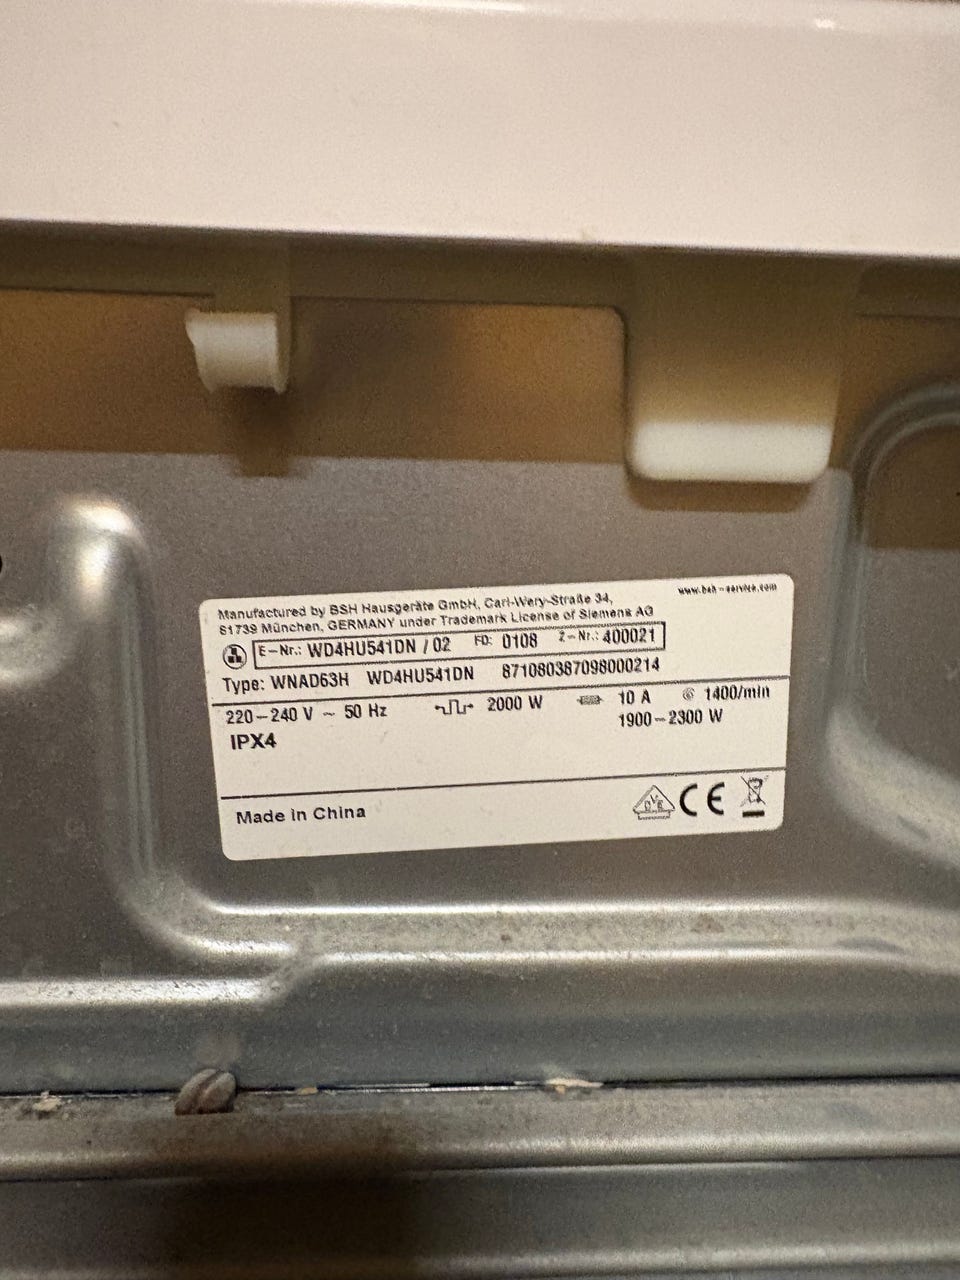 www.bsh-service.com
Manufactured by BSH Hausgeräte GmbH, Carl-Wery-Straße 34,
81739 München, GERMANY under Trademark License of Siemens AG
E-Nr.: WD4HU541DN / 02 FD: 0108 Z-Nr.: 400021
Type: WNAD63H WD4HU541DN 871080387098000214
220-240 V ~ 50 Hz 2000 W 10 A 1400/min
1900-2300 W
IPX4
Made in China DVE CE